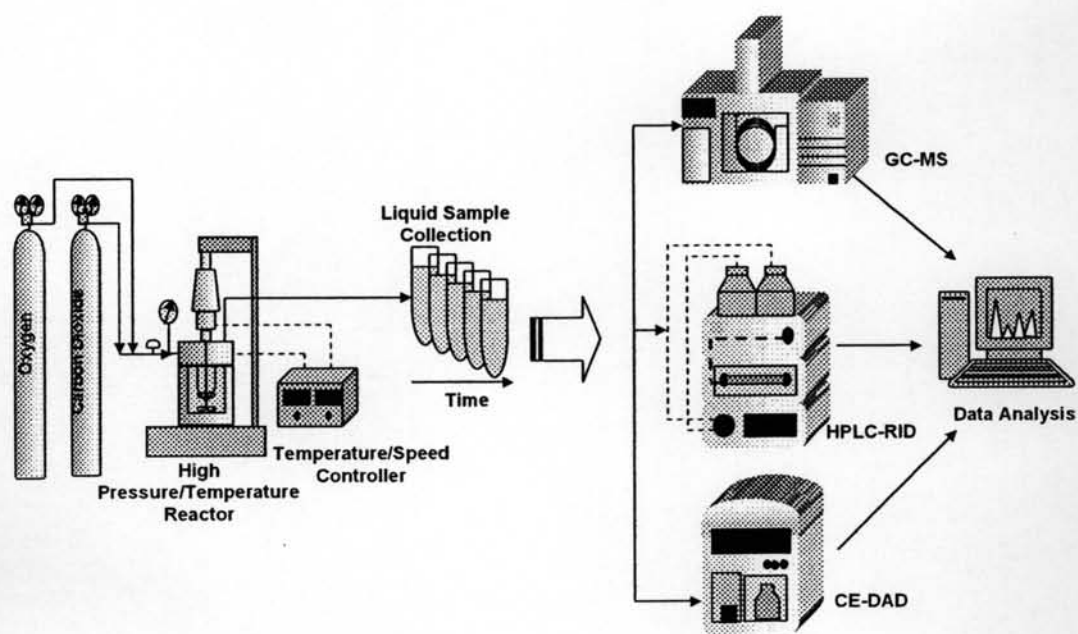 Oxygen
Carbon Dioxide
High
Pressure/Temperature
Reactor
Temperature/Speed
Controller
Liquid Sample
Collection
Time
GC-MS
HPLC-RID
CE-DAD
Data Analysis